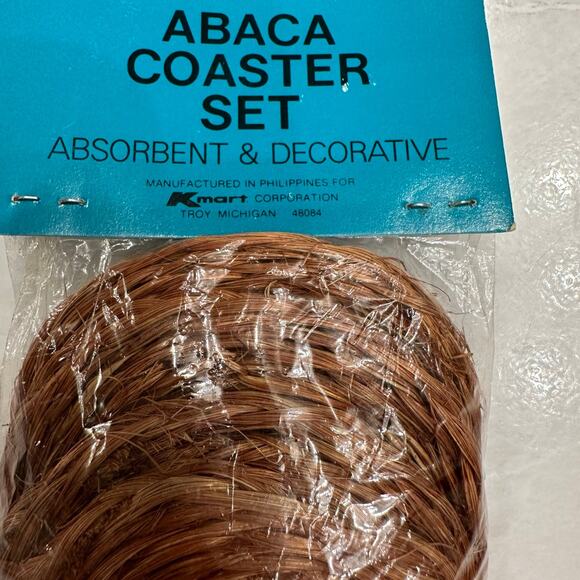 ABACA
COASTER
SET
ABSORBENT & DECORATIVE
MANUFACTURED IN PHILIPPINES FOR
Kmart CORPORATION
TROY MICHIGAN 48084